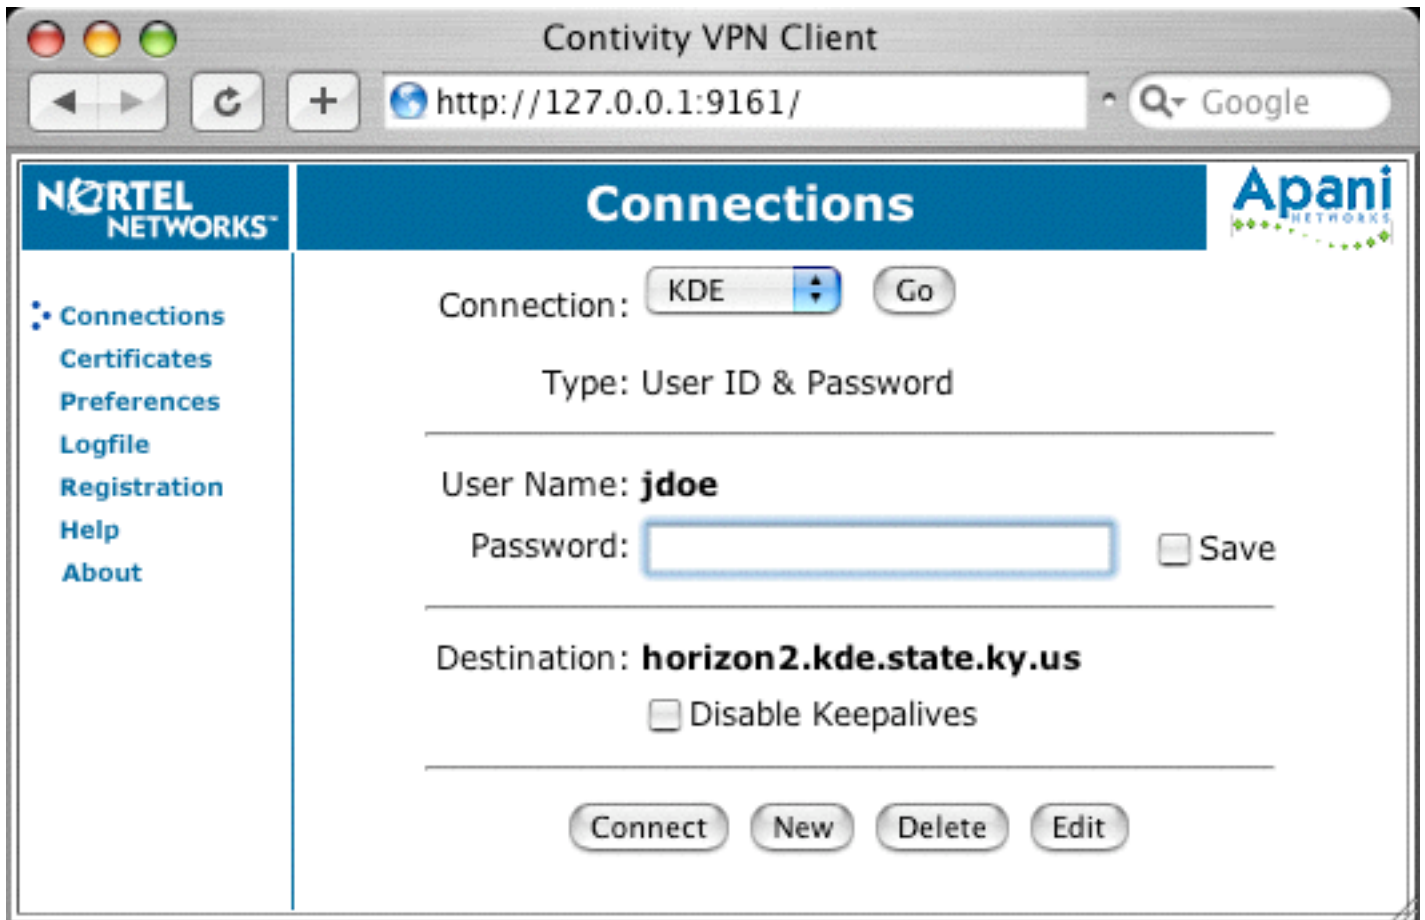 Contivity VPN Client
http://127.0.0.1:9161/
Google
NORTEL
NETWORKS™
Connections
Apani
NETWORKS
Connection: KDE Go
Connections
Certificates
Preferences
Logfile
Registration
Help
About
Type: User ID & Password
User Name: jdoe
Password: Save
Destination: horizon2.kde.state.ky.us
Disable Keepalives
Connect New Delete Edit